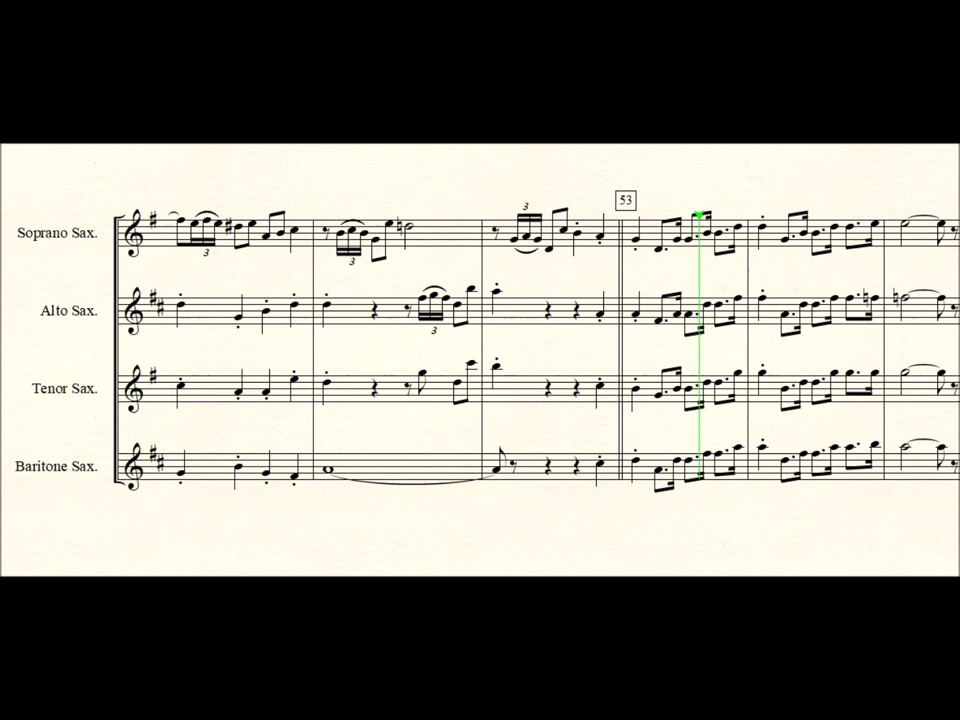 53
3
Soprano Sax.
3
3
Alto Sax.
3
Tenor Sax.
Baritone Sax.